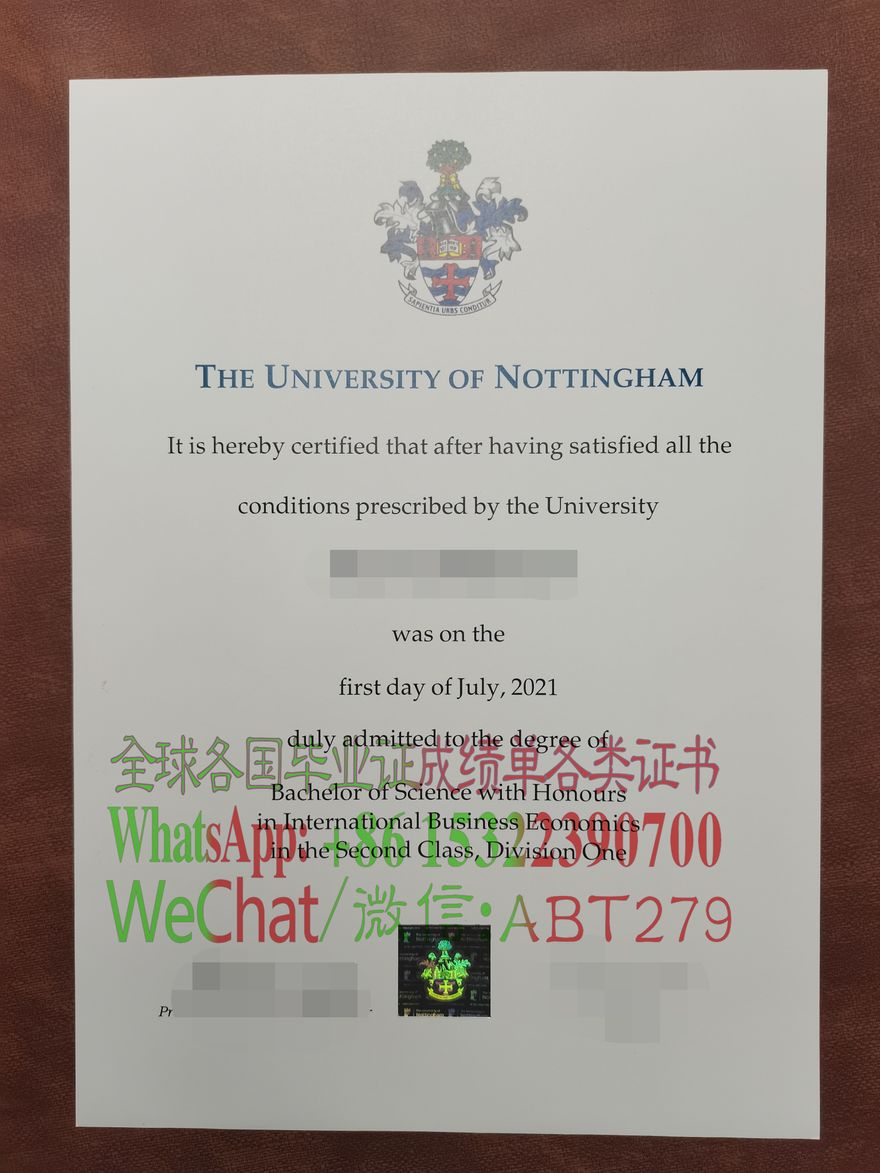 SAPIENTIA URBS CONDITUR
THE UNIVERSITY OF NOTTINGHAM
It is hereby certified that after having satisfied all the
conditions prescribed by the University
was on the
first day of July, 2021
duly admitted to the degree of
全球各国毕业证成绩单各类证书
Bachelor of Science with Honours
in International Business Economics
WhatsApp: +86 15322390700
in the Second Class, Division One
WeChat/微信:ABT279
Pr